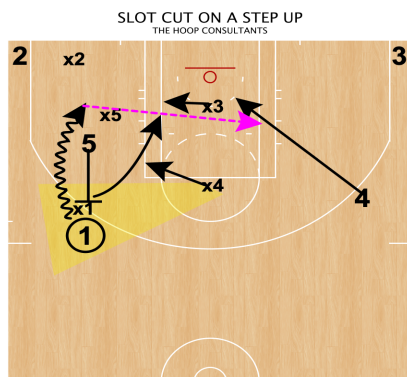 SLOT CUT ON A STEP UP
THE HOOP CONSULTANTS
2 x2 3
x5 x3
5
x4
4
x1
1